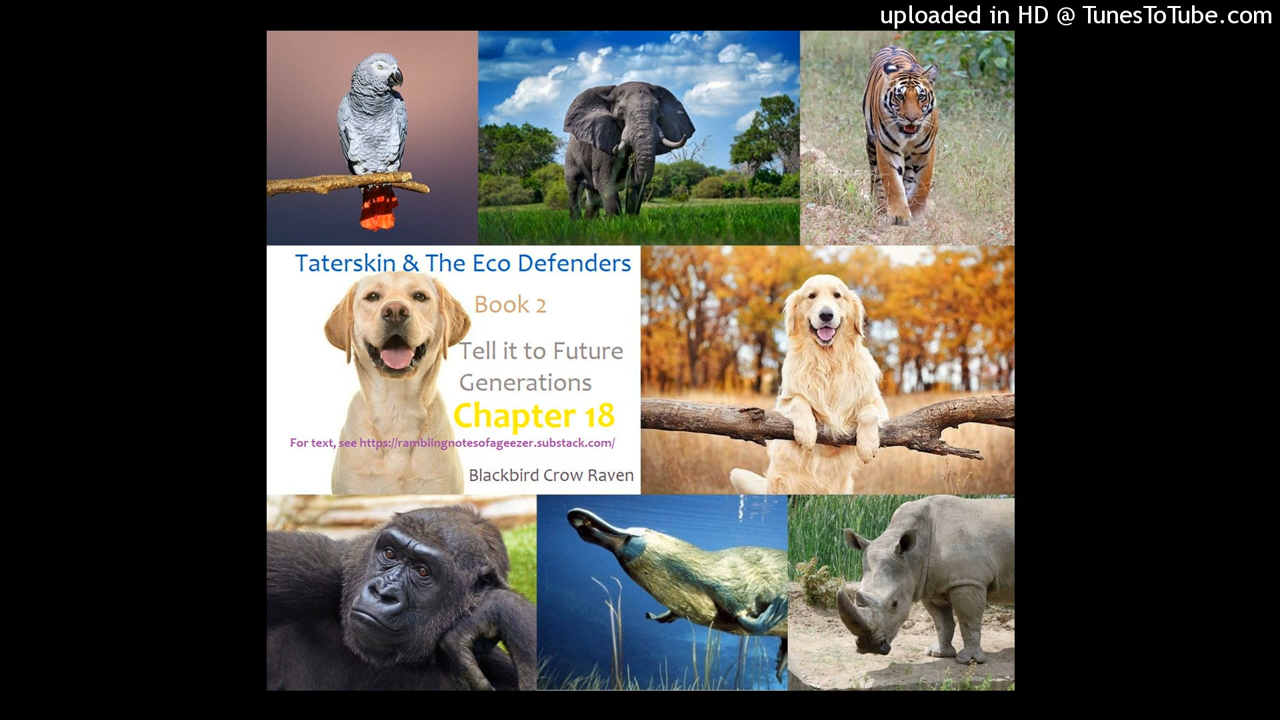 uploaded in HD @ TunesToTube.com
Taterskin & The Eco Defenders
Book 2
Tell it to Future
Generations
Chapter 18
For text, see https://ramblingnotesofageezer.substack.com/
Blackbird Crow Raven